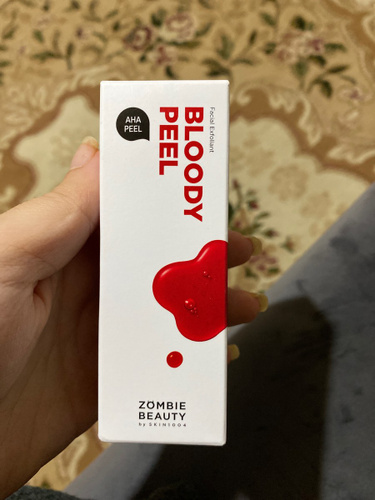 AHA
PEEL
Facial Exfoliant
BLOODY
PEEL
ZOMBIE
BEAUTY
by SKIN1004